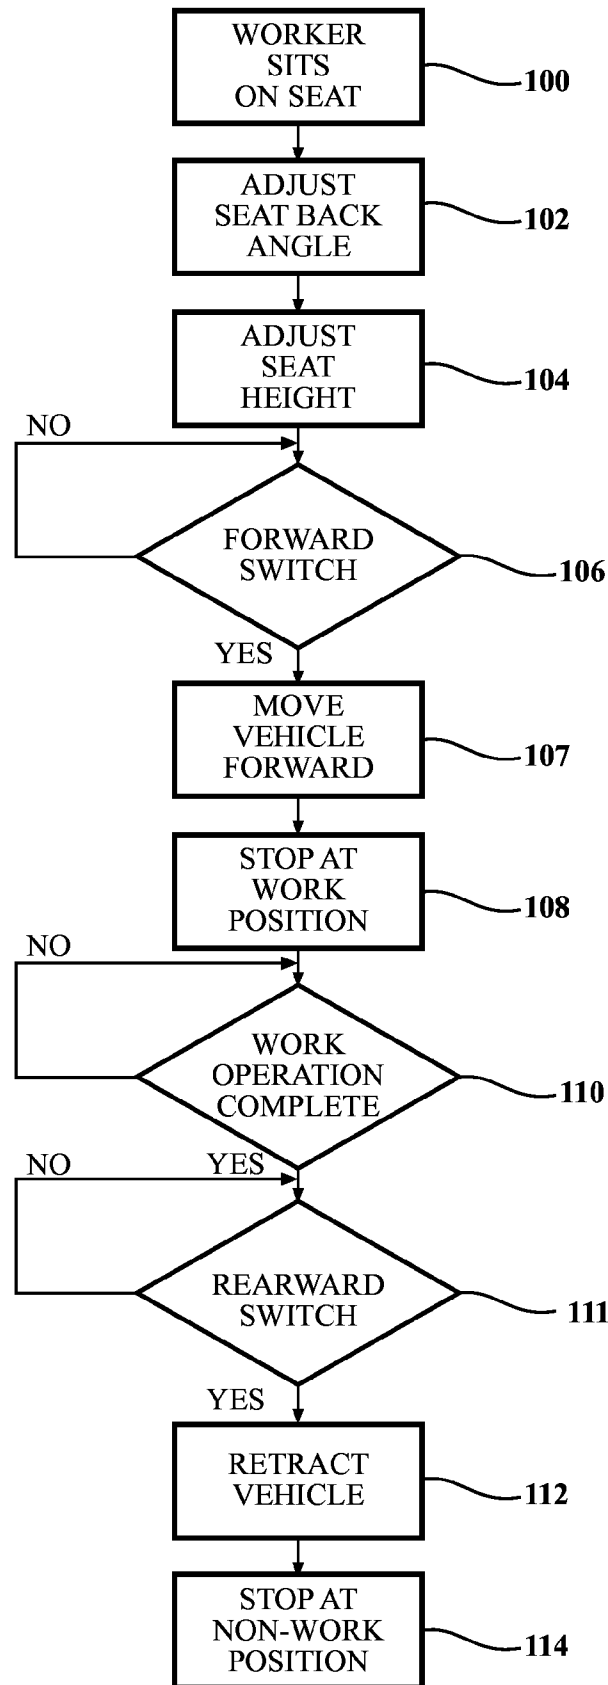 WORKER
SITS
ON SEAT
100
ADJUST
SEAT BACK
ANGLE
102
ADJUST
SEAT
HEIGHT
104
NO
FORWARD
SWITCH
106
YES
MOVE
VEHICLE
FORWARD
107
STOP AT
WORK
POSITION
108
NO
WORK
OPERATION
COMPLETE
110
NO
YES
REARWARD
SWITCH
111
YES
RETRACT
VEHICLE
112
STOP AT
NON-WORK
POSITION
114